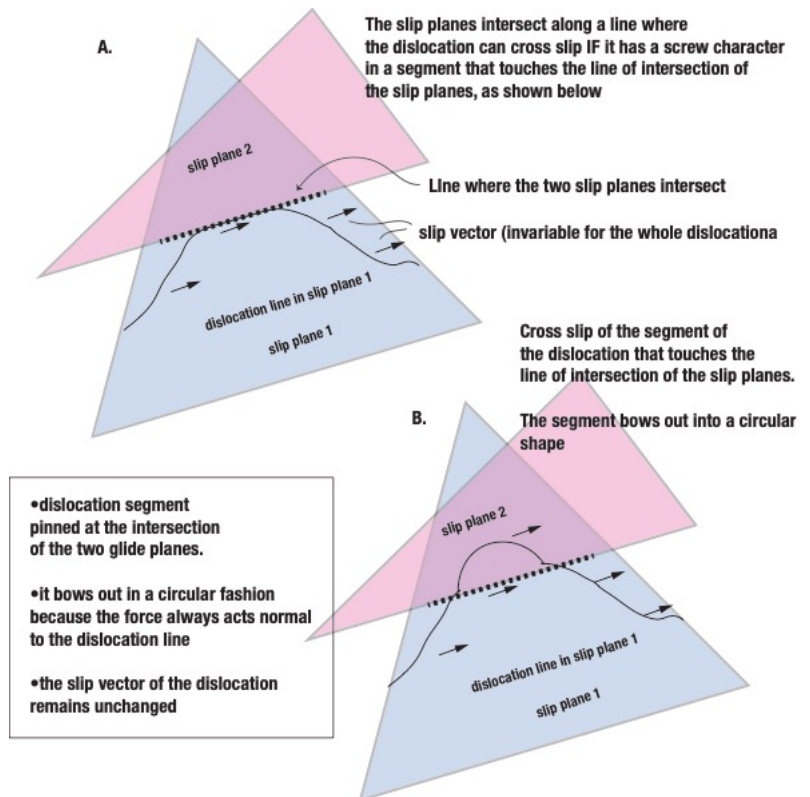 A.
The slip planes intersect along a line where
the dislocation can cross slip IF it has a screw character
in a segment that touches the line of intersection of
the slip planes, as shown below
slip plane 2
LIne where the two slip planes intersect
slip vector (invariable for the whole dislocationa
dislocation line in slip plane 1
slip plane 1
Cross slip of the segment of
the dislocation that touches the
line of intersection of the slip planes.
B.
The segment bows out into a circular
shape
•dislocation segment
pinned at the intersection
of the two glide planes.
•it bows out in a circular fashion
because the force always acts normal
to the dislocation line
•the slip vector of the dislocation
remains unchanged
slip plane 2
dislocation line in slip plane 1
slip plane 1